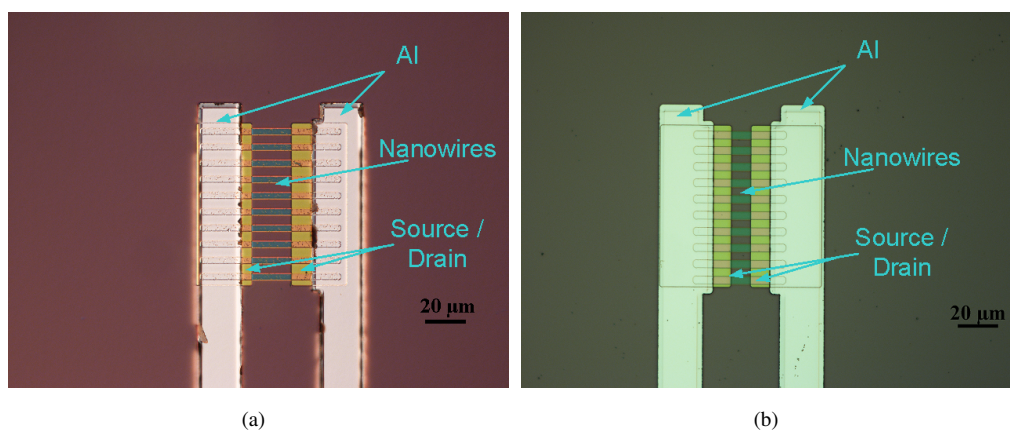 Al
Nanowires
Source /
Drain
20 µm
(a)
Al
Nanowires
Source /
Drain
20 µm
(b)